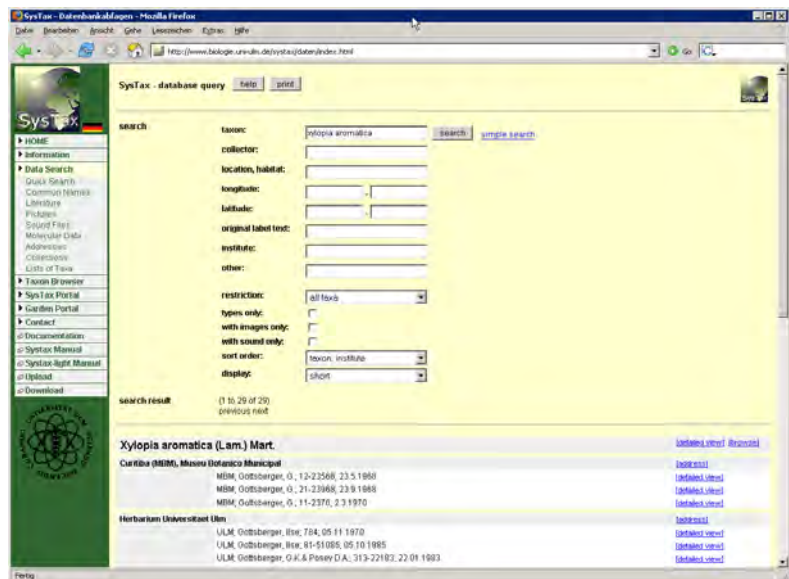 SysTax - Datenbankabfagen - Mozilla Firefox
Datei Bearbeiten Ansicht Gehe Lesezeichen Extras Hilfe
http://www.biologie.uni-ulm.de/systax/daten/index.html Go
SysTax - database query help print
SysTax
HOME
Information
Data Search
Quick Search
Common Names
Literature
Pictures
Sound Files
Molecular Data
Addresses
Collections
Lists of Taxa
Taxon Browser
SysTax Portal
Garden Portal
Contact
Documentation
Systax Manual
Systax-light Manual
Upload
Download
search
taxon: xylopia aromatica search simple search
collector:
location, habitat:
longitude: -
latitude: -
original label text:
institute:
other:
restriction: all taxa
types only:
with images only:
with sound only:
sort order: taxon, institute
display: short
search result (1 to 29 of 29)
previous next
Xylopia aromatica (Lam.) Mart. [detailed view] [browse]
Curitiba (MBM), Museu Botanico Municipal [address]
MBM; Gottsberger, G.; 12-23568; 23.5.1968 [detailed view]
MBM; Gottsberger, G.; 21-23968; 23.9.1968 [detailed view]
MBM; Gottsberger, G.; 11-2370; 2.3.1970 [detailed view]
Herbarium Universitaet Ulm [address]
ULM; Gottsberger, Ilse; 784; 05.11.1970 [detailed view]
ULM; Gottsberger, Ilse; 81-51085; 05.10.1985 [detailed view]
ULM; Gottsberger, G.K.& Posey D.A.; 313-22183; 22.01.1983 [detailed view]
Fertig